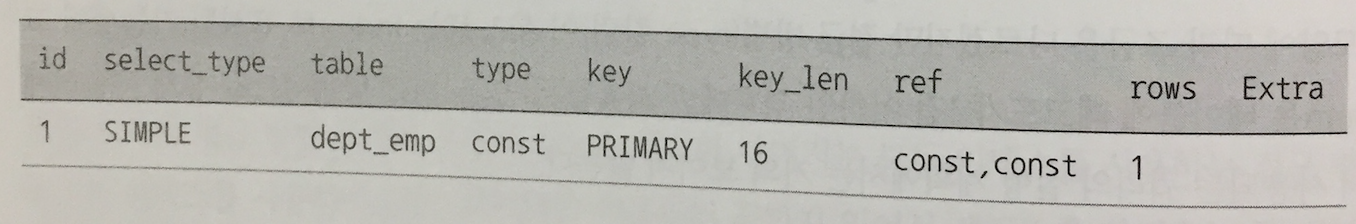 id select_type table type key key_len ref rows Extra
1 SIMPLE dept_emp const PRIMARY 16 const,const 1